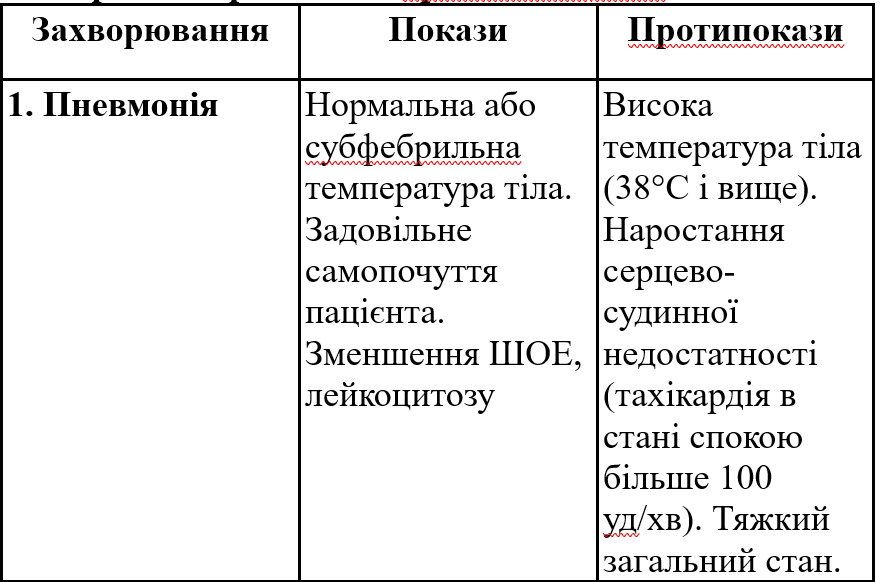 Захворювання
Покази
Протипокази
1. Пневмонія
Нормальна або
субфебрильна
температура тіла.
Задовільне
самопочуття
пацієнта.
Зменшення ШОЕ,
лейкоцитозу
Висока
температура тіла
(38°С і вище).
Наростання
серцево-
судинної
недостатності
(тахікардія в
стані спокою
більше 100
уд/хв). Тяжкий
загальний стан.